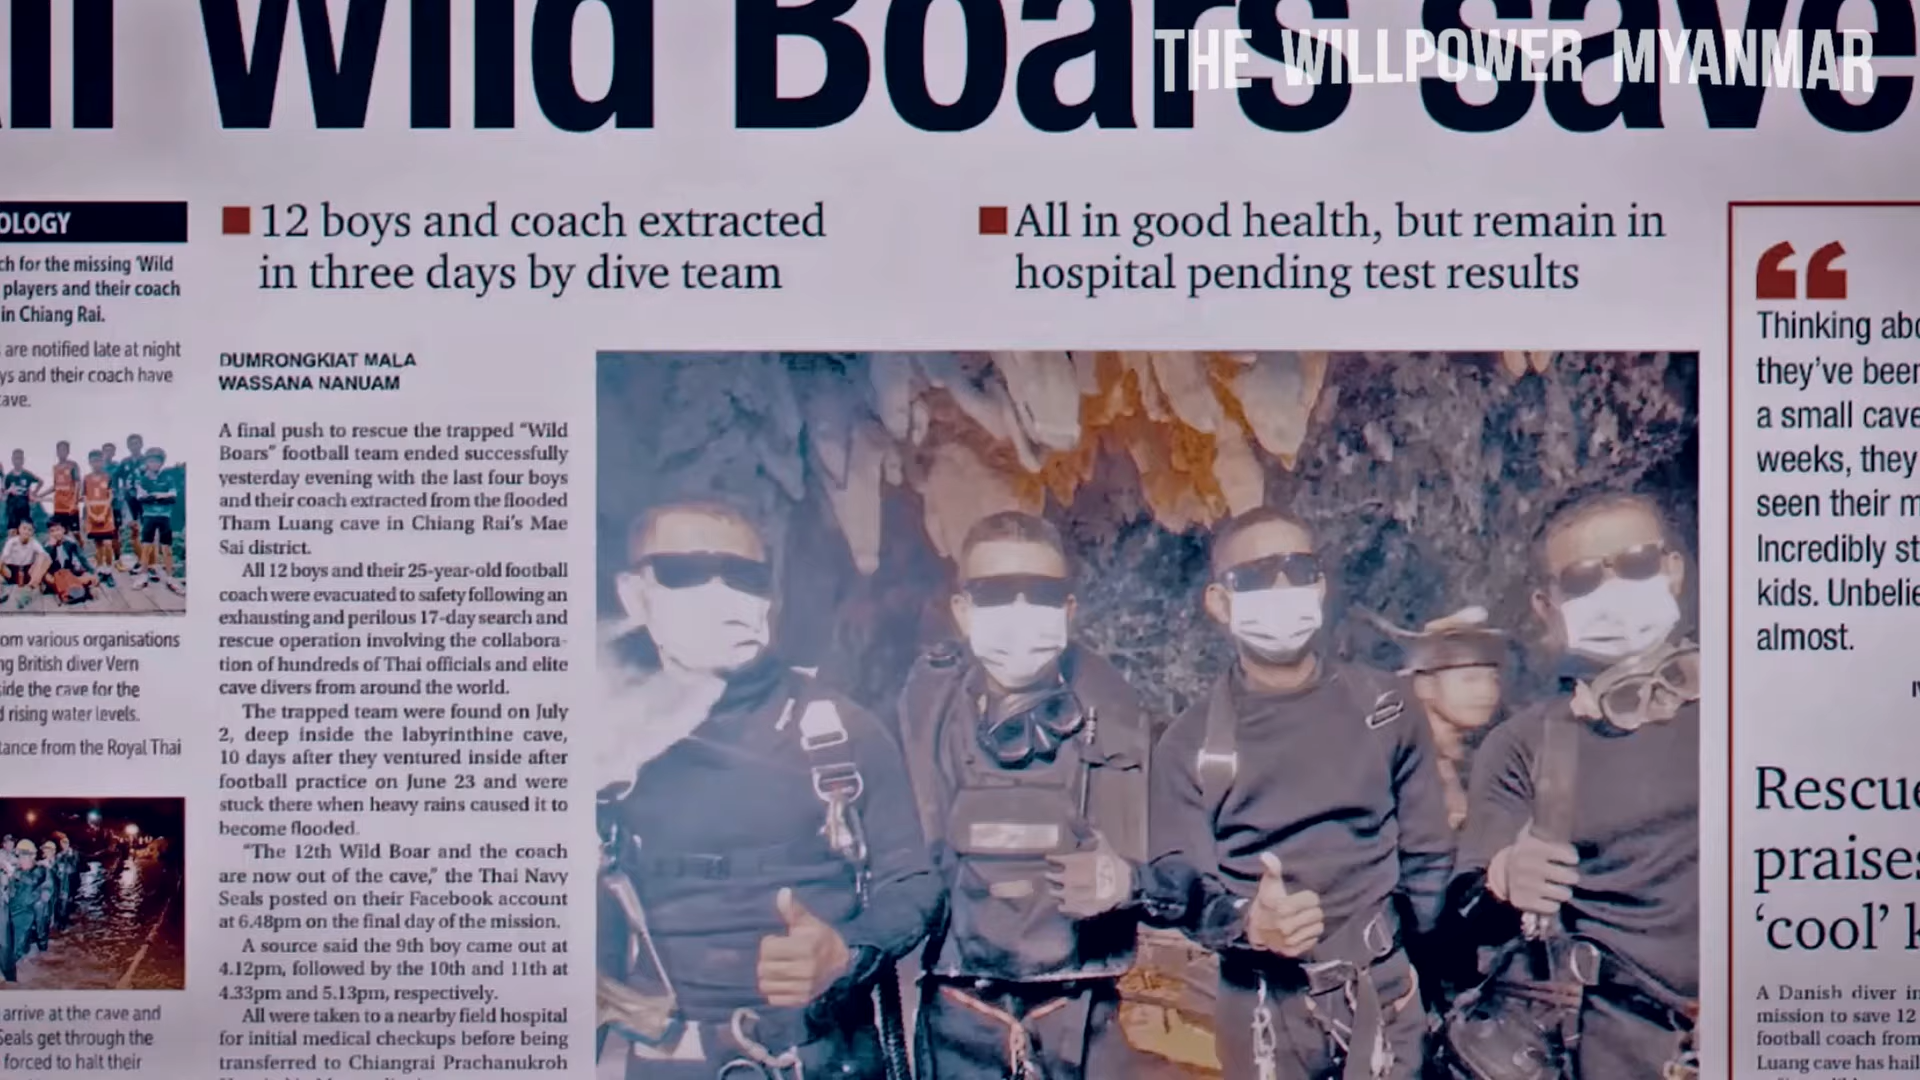 Wild Boars save
THE WILLPOWER MYANMAR
OLOGY
ch for the missing 'Wild
players and their coach
in Chiang Rai.
are notified late at night
ys and their coach have
ave.
om various organisations
ng British diver Vern
side the cave for the
d rising water levels.
tance from the Royal Thai
arrive at the cave and
Seals get through the
forced to halt their
12 boys and coach extracted
in three days by dive team
All in good health, but remain in
hospital pending test results
DUMRONGKIAT MALA
WASSANA NANUAM
A final push to rescue the trapped “Wild
Boars” football team ended successfully
yesterday evening with the last four boys
and their coach extracted from the flooded
Tham Luang cave in Chiang Rai’s Mae
Sai district.
All 12 boys and their 25-year-old football
coach were evacuated to safety following an
exhausting and perilous 17-day search and
rescue operation involving the collabora-
tion of hundreds of Thai officials and elite
cave divers from around the world.
The trapped team were found on July
2, deep inside the labyrinthine cave,
10 days after they ventured inside after
football practice on June 23 and were
stuck there when heavy rains caused it to
become flooded.
“The 12th Wild Boar and the coach
are now out of the cave,” the Thai Navy
Seals posted on their Facebook account
at 6.48pm on the final day of the mission.
A source said the 9th boy came out at
4.12pm, followed by the 10th and 11th at
4.33pm and 5.13pm, respectively.
All were taken to a nearby field hospital
for initial medical checkups before being
transferred to Chiangrai Prachanukroh
“
Thinking abo
they’ve been
a small cave
weeks, they
seen their m
Incredibly st
kids. Unbelie
almost.
Rescue
praises
‘cool’ k
A Danish diver in
mission to save 12
football coach from
Luang cave has hail